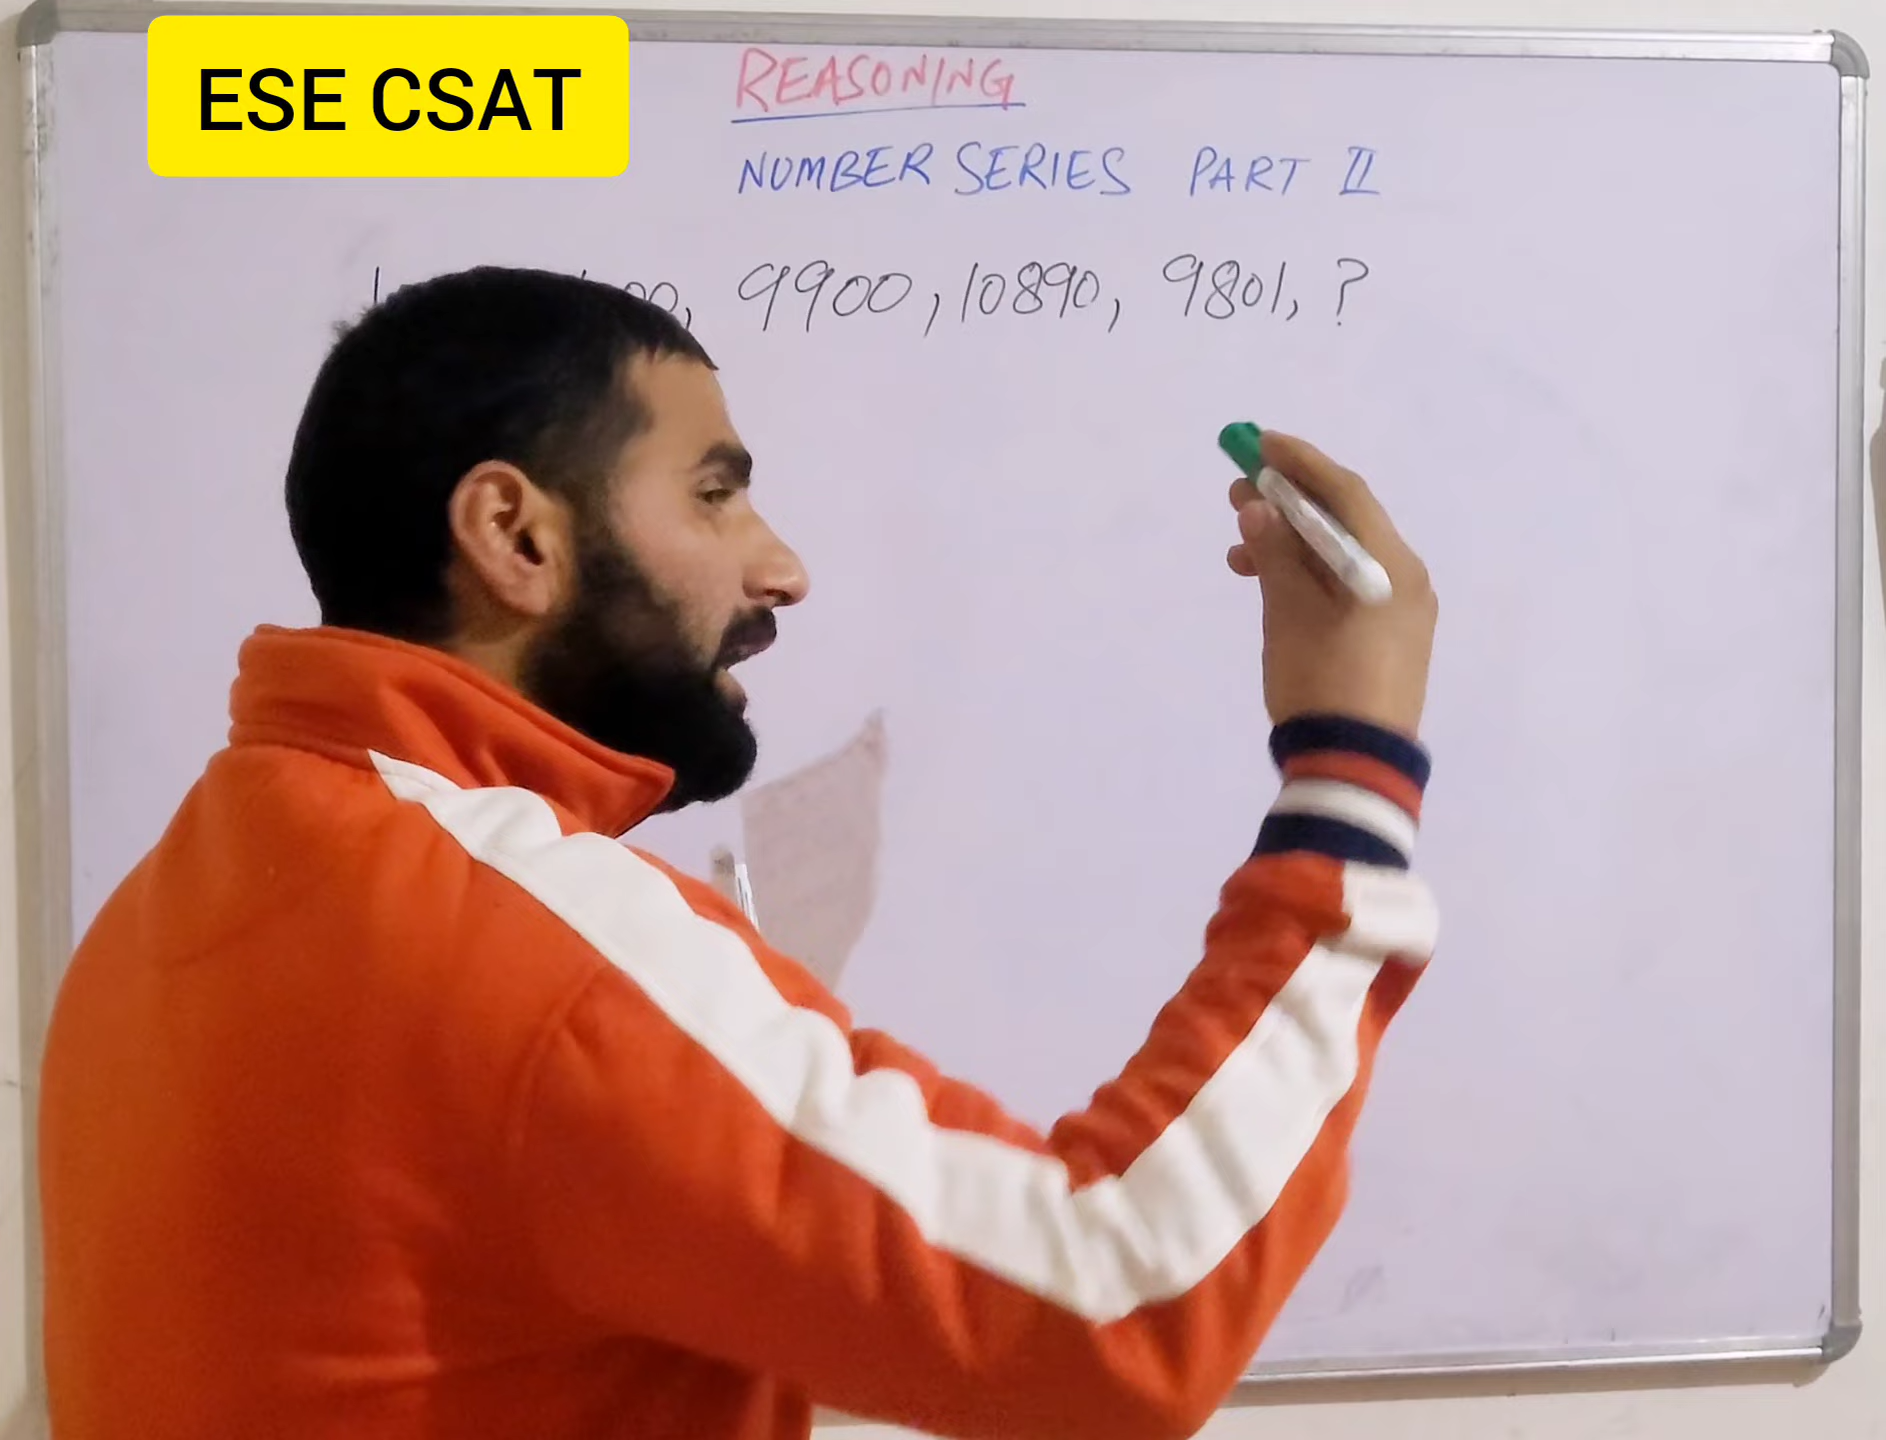 ESE CSAT
REASONING
NUMBER SERIES PART II
9900, 10890, 9801, ?